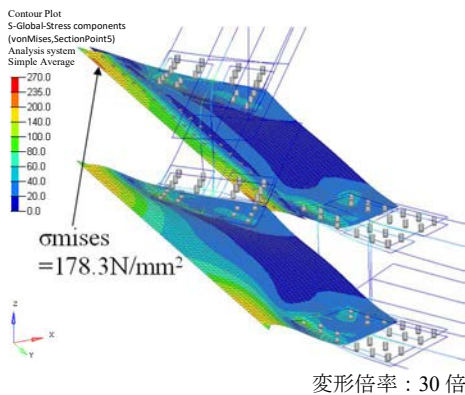 Contour Plot
S-Global-Stress components
(vonMises,SectionPoint5)
Analysis system
Simple Average
270.0
235.0
200.0
140.0
100.0
80.0
60.0
40.0
20.0
0.0
σmises
=178.3N/mm²
Z
X
Y
変形倍率：30 倍